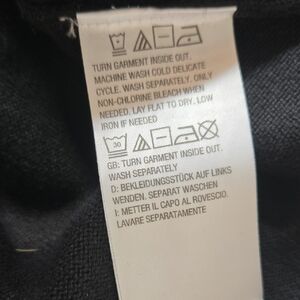 TURN GARMENT INSIDE OUT.
MACHINE WASH COLD DELICATE
CYCLE. WASH SEPARATELY. ONLY
NON-CHLORINE BLEACH WHEN
NEEDED. LAY FLAT TO DRY. LOW
IRON IF NEEDED
30
GB: TURN GARMENT INSIDE OUT.
WASH SEPARATELY
D: BEKLEIDUNGSSTÜCK AUF LINKS
WENDEN. SEPARAT WASCHEN
I: METTER IL CAPO AL ROVESCIO.
LAVARE SEPARATAMENTE